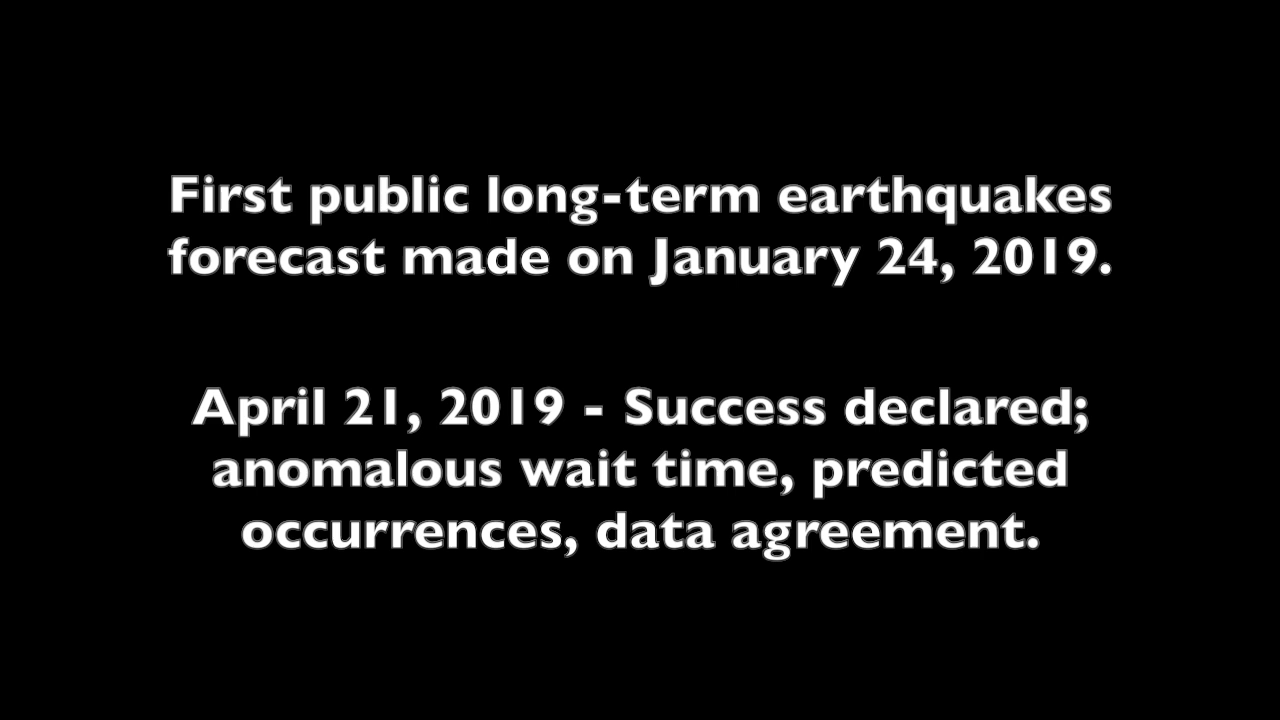 First public long-term earthquakes
forecast made on January 24, 2019.
April 21, 2019 - Success declared;
anomalous wait time, predicted
occurrences, data agreement.